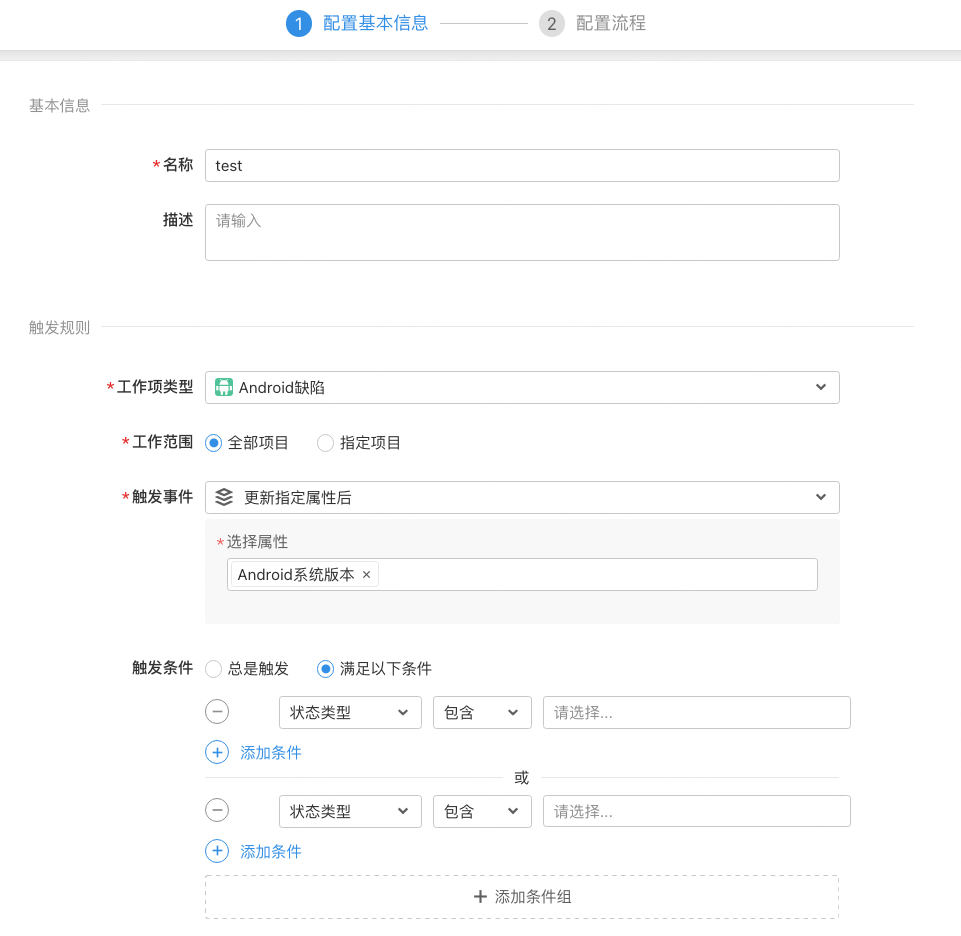 1 配置基本信息 2 配置流程
基本信息
*名称 test
描述 请输入
触发规则
*工作项类型 Android缺陷
*工作范围 全部项目 指定项目
*触发事件 更新指定属性后
*选择属性
Android系统版本 ×
触发条件 总是触发 满足以下条件
状态类型 包含 请选择...
添加条件
或
状态类型 包含 请选择...
添加条件
添加条件组